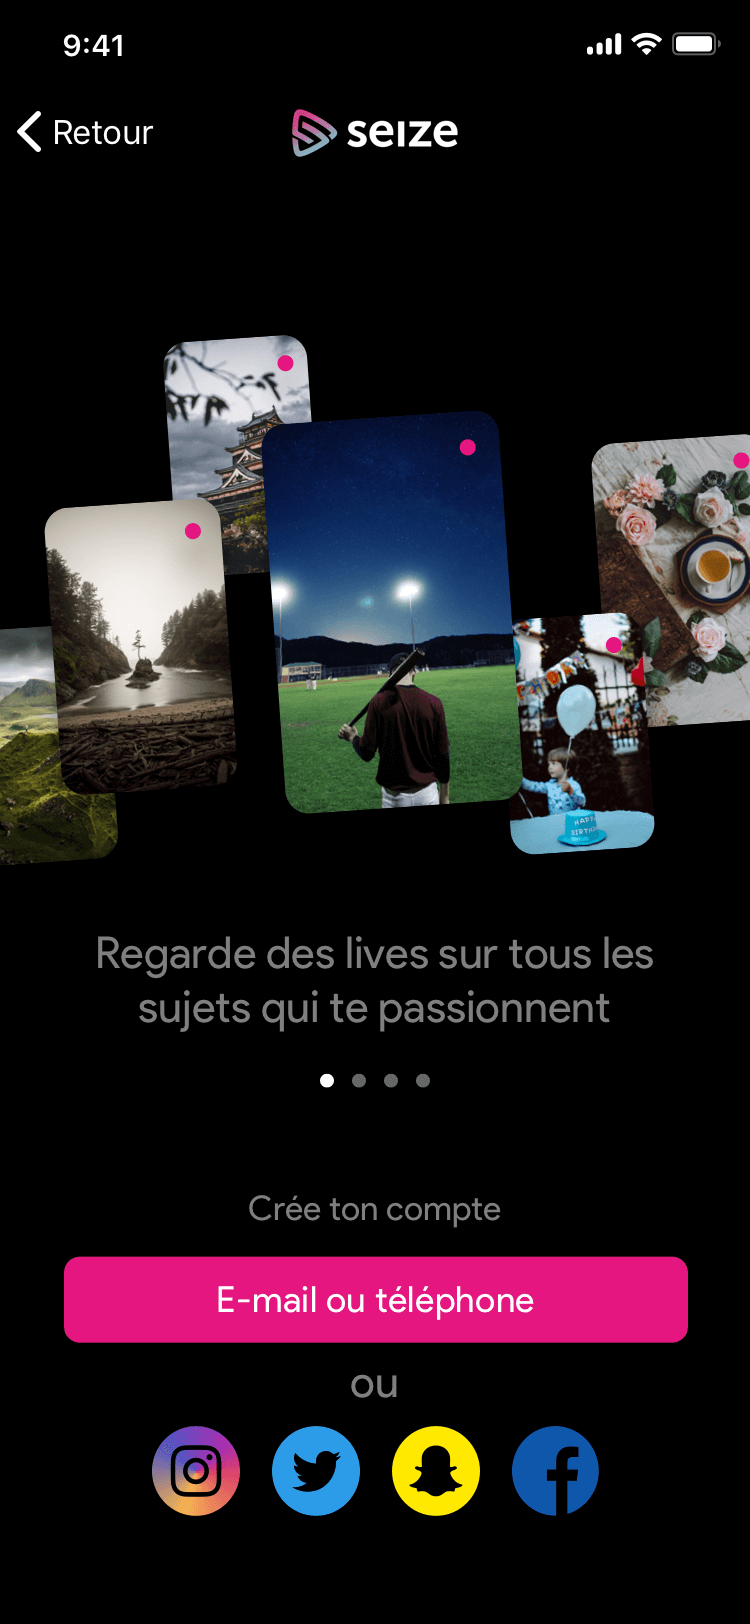 9:41
Retour
seize
HAPPY
BIRTHDAY
Regarde des lives sur tous les
sujets qui te passionnent
Crée ton compte
E-mail ou téléphone
ou